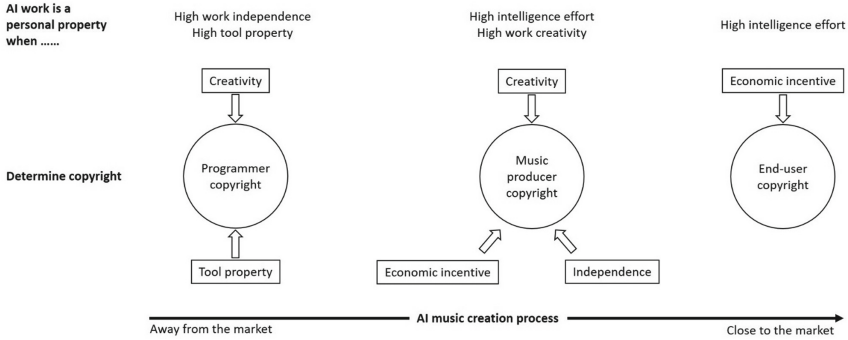 AI work is a
personal property
when ......
High work independence
High tool property
High intelligence effort
High work creativity
High intelligence effort
Creativity
Creativity
Economic incentive
Determine copyright
Programmer
copyright
Music
producer
copyright
End-user
copyright
Tool property
Economic incentive
Independence
AI music creation process
Away from the market
Close to the market